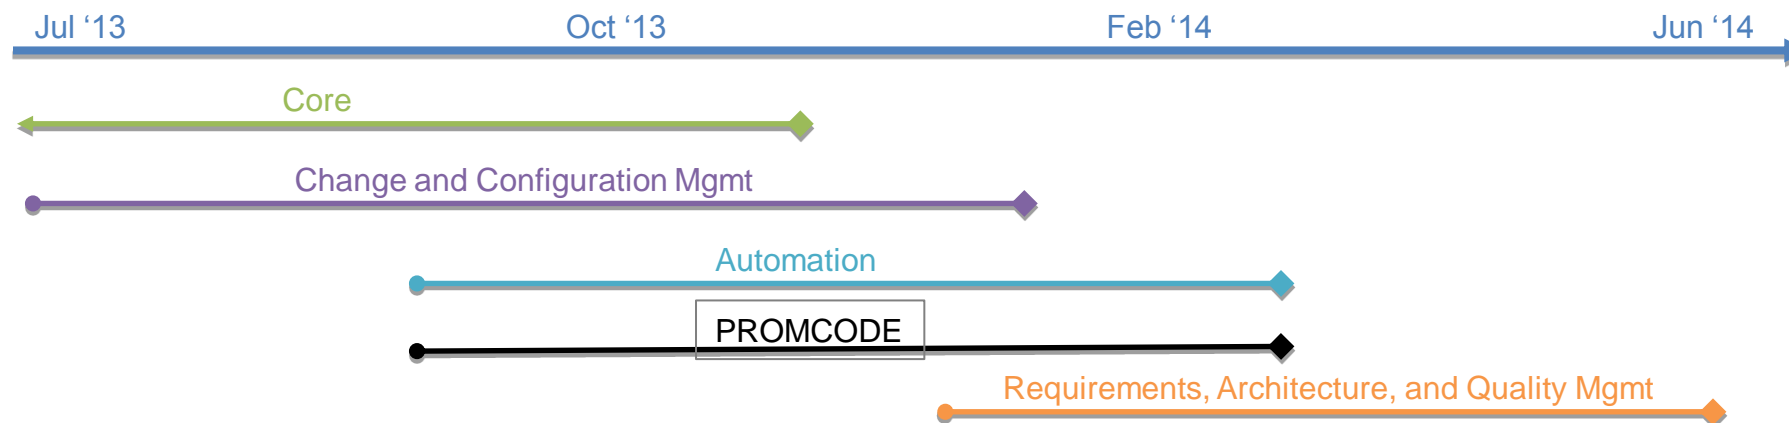 Jul ‘13 Oct ‘13 Feb ‘14 Jun ‘14
Core
Change and Configuration Mgmt
Automation
PROMCODE
Requirements, Architecture, and Quality Mgmt